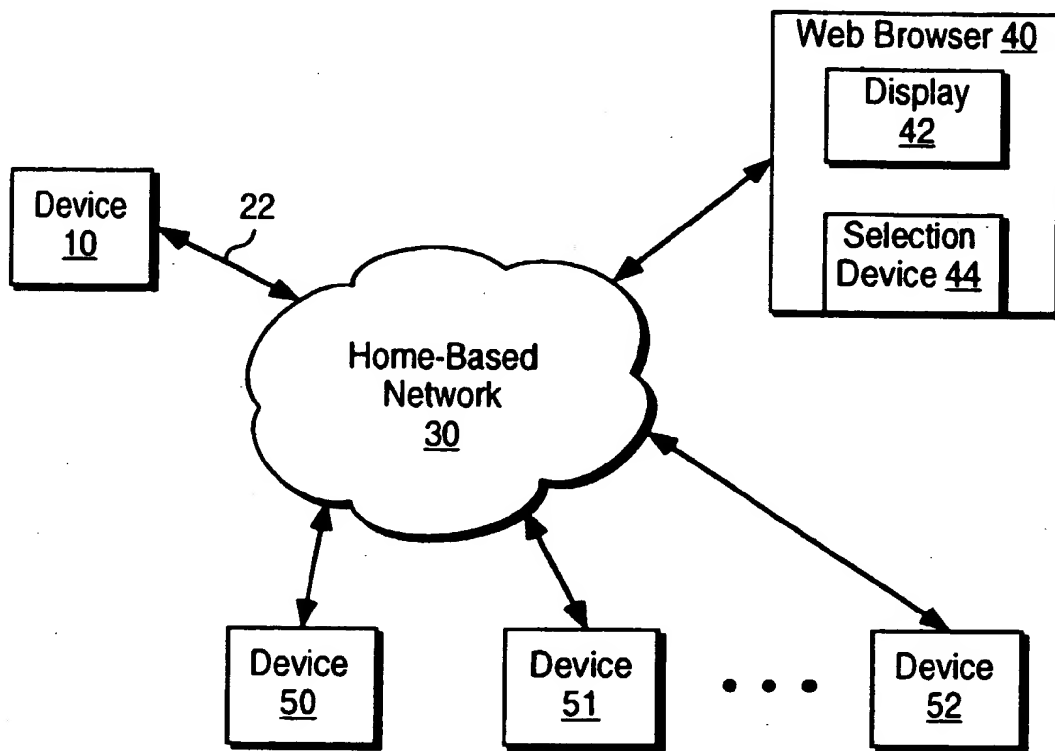 Web Browser 40
Display
42
Selection
Device 44
Device
10
22
Home-Based
Network
30
Device
50
Device
51
Device
52